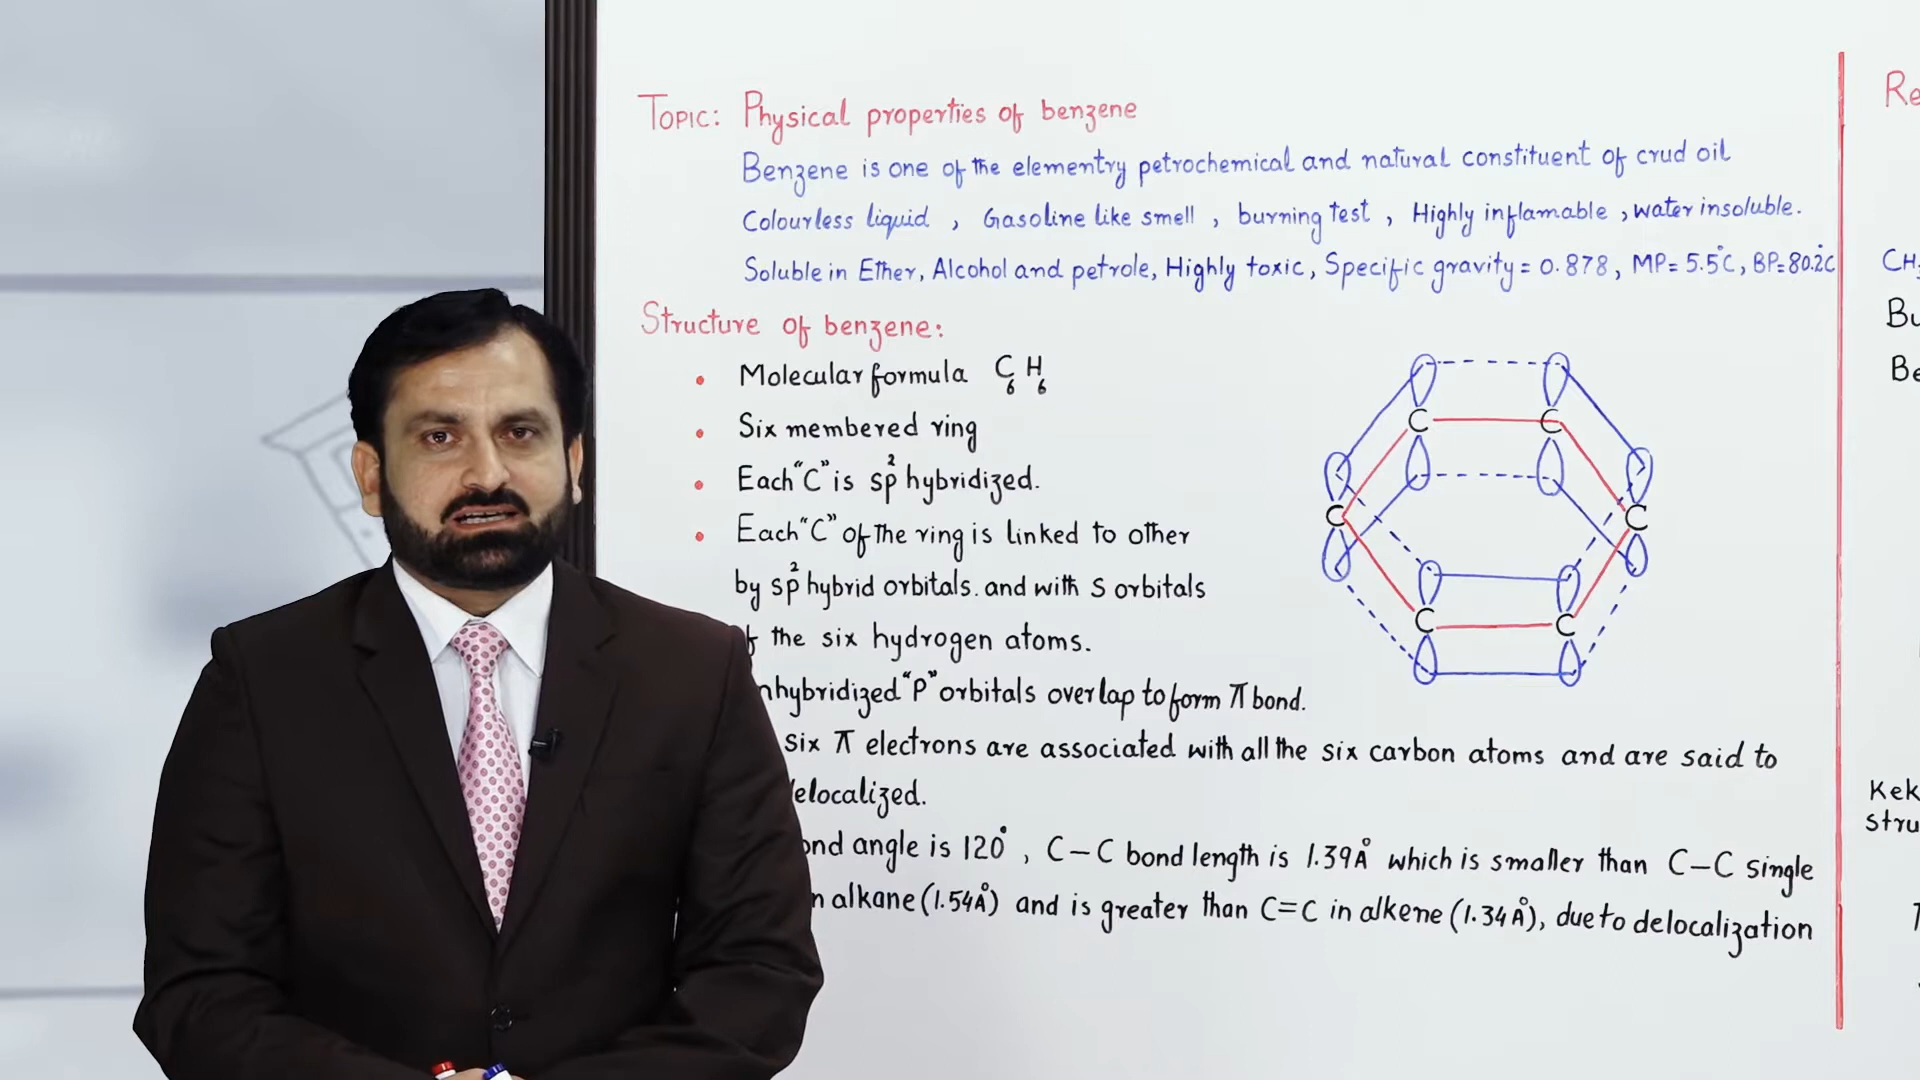 Topic: Physical properties of benzene
Benzene is one of the elementry petrochemical and natural constituent of crud oil
Colourless liquid , Gasoline like smell , burning test , Highly inflamable , water insoluble.
Soluble in Ether, Alcohol and petrole, Highly toxic, Specific gravity = 0.878, MP= 5.5°C, BP=80.2°C
Structure of benzene:
• Molecular formula C₆H₆
• Six membered ring
• Each "C" is sp² hybridized.
• Each "C" of the ring is linked to other
by sp² hybrid orbitals. and with S orbitals
the six hydrogen atoms.
nhybridized "P" orbitals overlap to form π bond.
six π electrons are associated with all the six carbon atoms and are said to
elocalized.
ond angle is 120° , C–C bond length is 1.39Å which is smaller than C–C single
n alkane (1.54Å) and is greater than C=C in alkene (1.34Å), due to delocalization
C C
C C
C C
Re
CH
Bu
Be
Kek
Stru